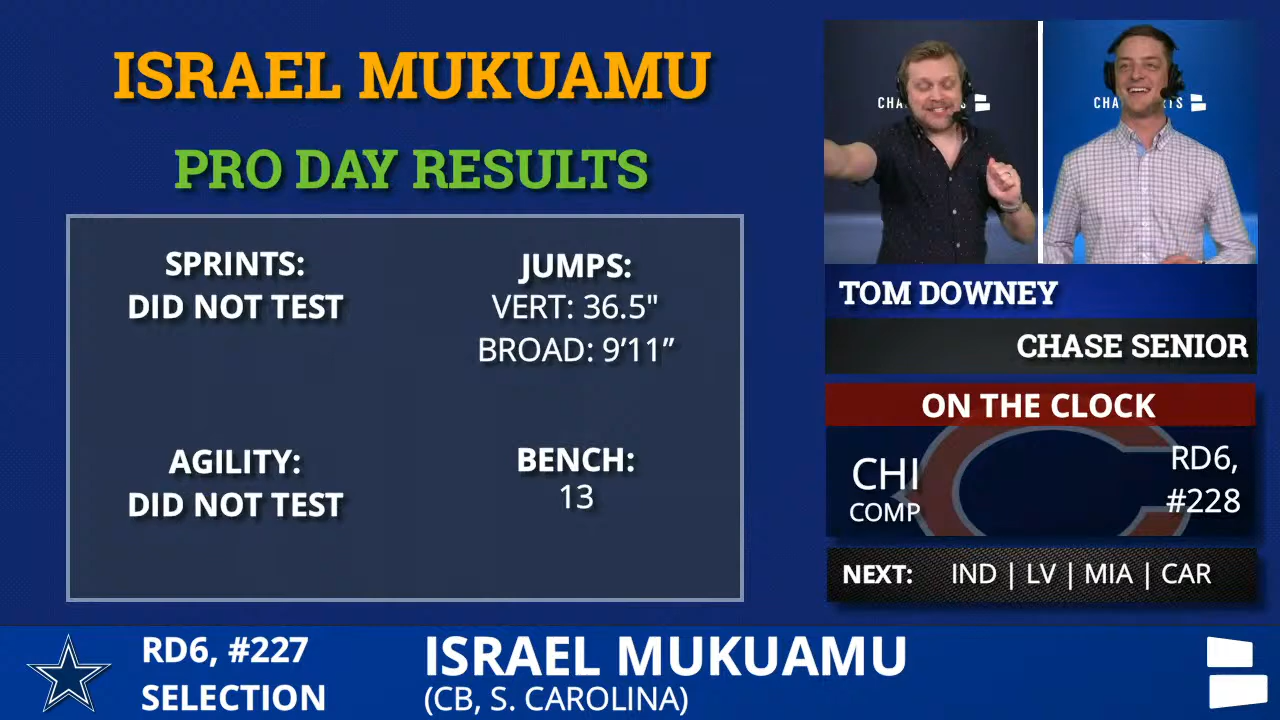 ISRAEL MUKUAMU
PRO DAY RESULTS
SPRINTS:
DID NOT TEST
JUMPS:
VERT: 36.5"
BROAD: 9’11”
AGILITY:
DID NOT TEST
BENCH:
13
TOM DOWNEY
CHASE SENIOR
ON THE CLOCK
CHI
COMP
RD6,
#228
NEXT: IND | LV | MIA | CAR
RD6, #227
SELECTION
ISRAEL MUKUAMU
(CB, S. CAROLINA)